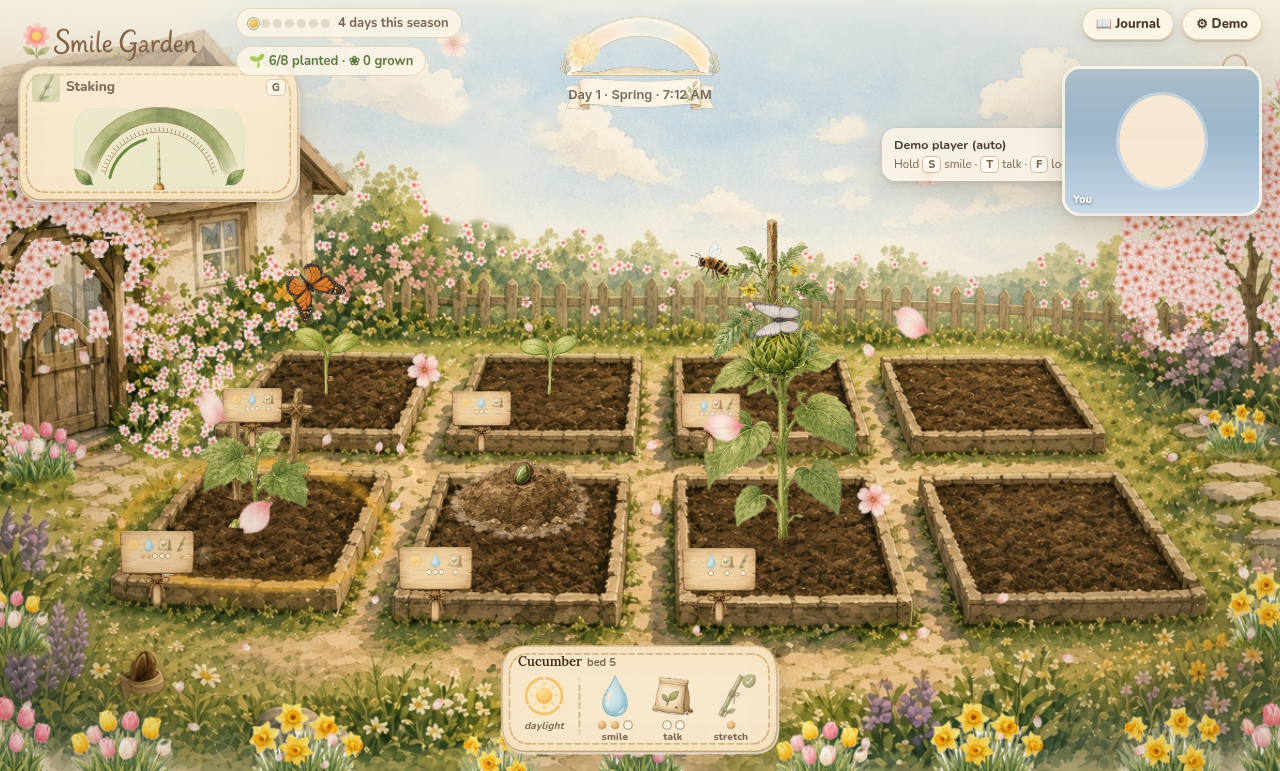 Smile Garden
4 days this season
6/8 planted · ❀ 0 grown
Staking
G
Day 1 · Spring · 7:12 AM
Journal
Demo
Demo player (auto)
Hold S smile · T talk · F lo
You
Cucumber bed 5
daylight
smile
talk
stretch